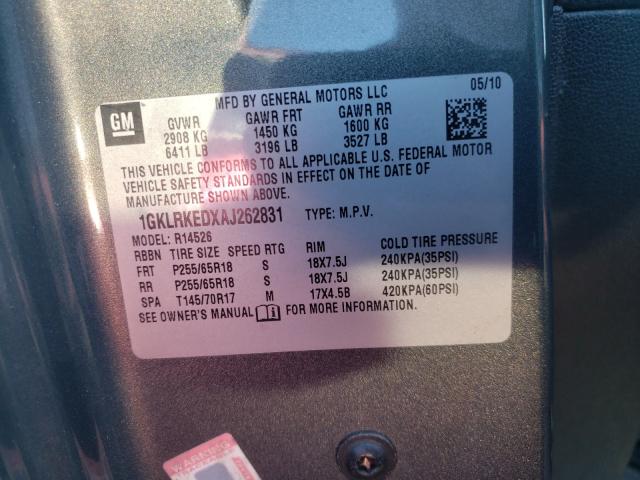 MFD BY GENERAL MOTORS LLC 05/10
GM
GVWR GAWR FRT GAWR RR
2908 KG 1450 KG 1600 KG
6411 LB 3196 LB 3527 LB
THIS VEHICLE CONFORMS TO ALL APPLICABLE U.S. FEDERAL MOTOR
VEHICLE SAFETY STANDARDS IN EFFECT ON THE DATE OF
MANUFACTURE SHOWN ABOVE.
1GKLRKEDXAJ262831 TYPE: M.P.V.
MODEL: R14526
RBBN TIRE SIZE SPEED RTG RIM COLD TIRE PRESSURE
FRT P255/65R18 S 18X7.5J 240KPA(35PSI)
RR P255/65R18 S 18X7.5J 240KPA(35PSI)
SPA T145/70R17 M 17X4.5B 420KPA(60PSI)
SEE OWNER'S MANUAL i FOR MORE INFORMATION.
WARNING